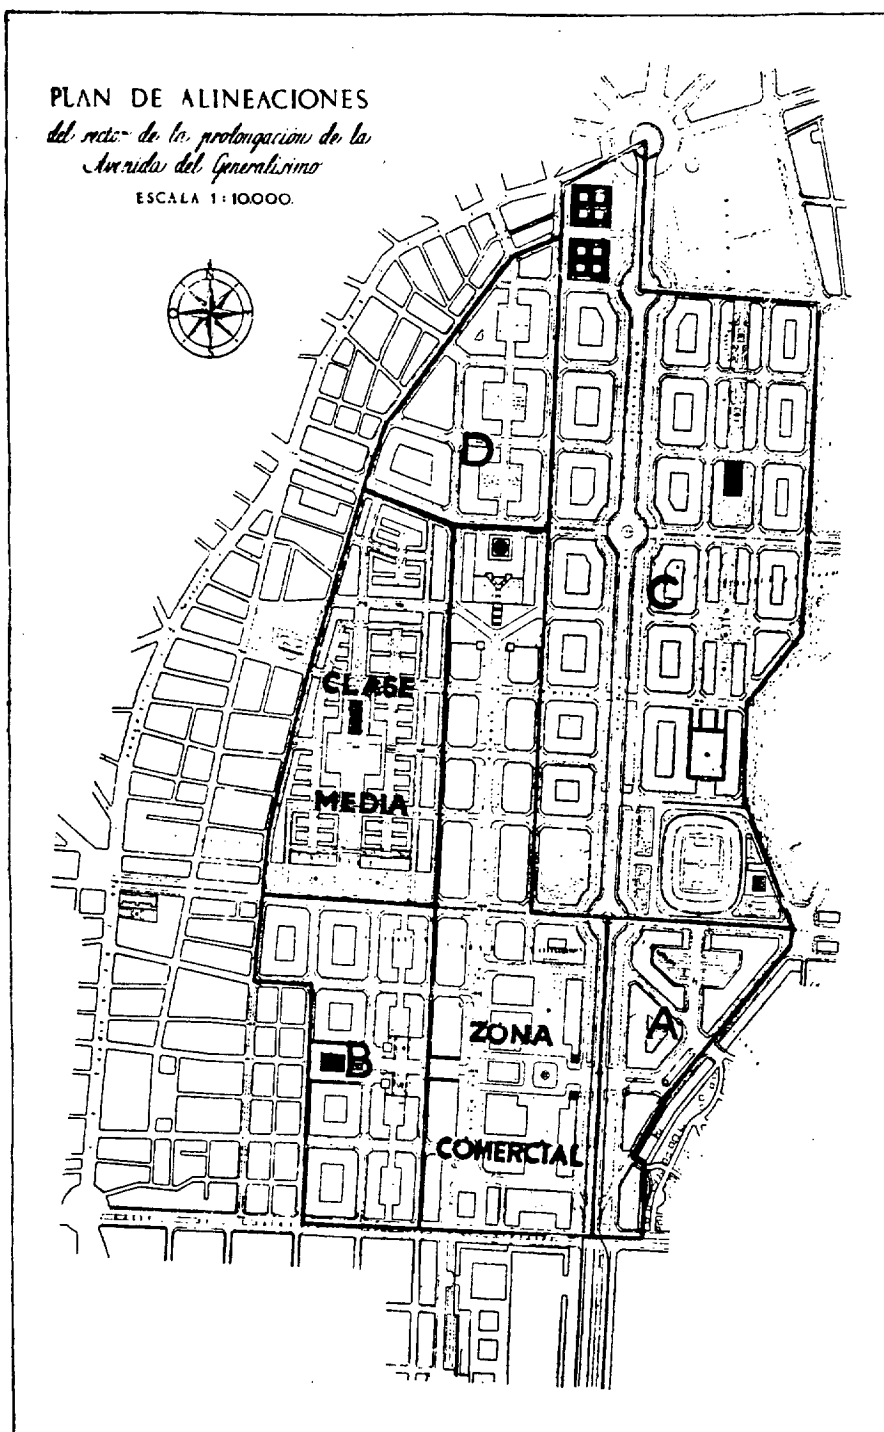 PLAN DE ALINEACIONES
del sector de la prolongación de la
Avenida del Generalísimo
ESCALA 1:10.000.
N
O
E
S
D
C
CLASE
MEDIA
ZONA
A
B
COMERCIAL